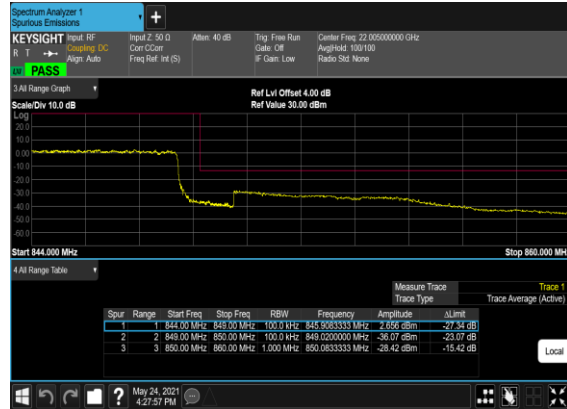 Spectrum Analyzer 1
Spurious Emissions
KEYSIGHT Input: RF Input Z: 50 Ω Atten: 40 dB Trig: Free Run Center Freq: 22.005000000 GHz
R T Coupling: DC Corr CCorr Gate: Off Avg|Hold: 100/100
Align: Auto Freq Ref: Int (S) IF Gain: Low Radio Std: None
PASS
3 All Range Graph
Ref Lvl Offset 4.00 dB
Scale/Div 10.0 dB Ref Value 30.00 dBm
Log
20.0
10.0
0.00
-10.0
-20.0
-30.0
-40.0
-50.0
-60.0
Start 844.000 MHz Stop 860.000 MHz
4 All Range Table
Measure Trace Trace 1
Trace Type Trace Average (Active)
Spur Range Start Freq Stop Freq RBW Frequency Amplitude ΔLimit
1 1 844.00 MHz 849.00 MHz 100.0 kHz 845.9083333 MHz 2.656 dBm -27.34 dB
2 2 849.00 MHz 850.00 MHz 100.0 kHz 849.0200000 MHz -36.07 dBm -23.07 dB
3 3 850.00 MHz 860.00 MHz 1.000 MHz 850.0833333 MHz -28.42 dBm -15.42 dB
Local
? May 24, 2021
4:27:57 PM